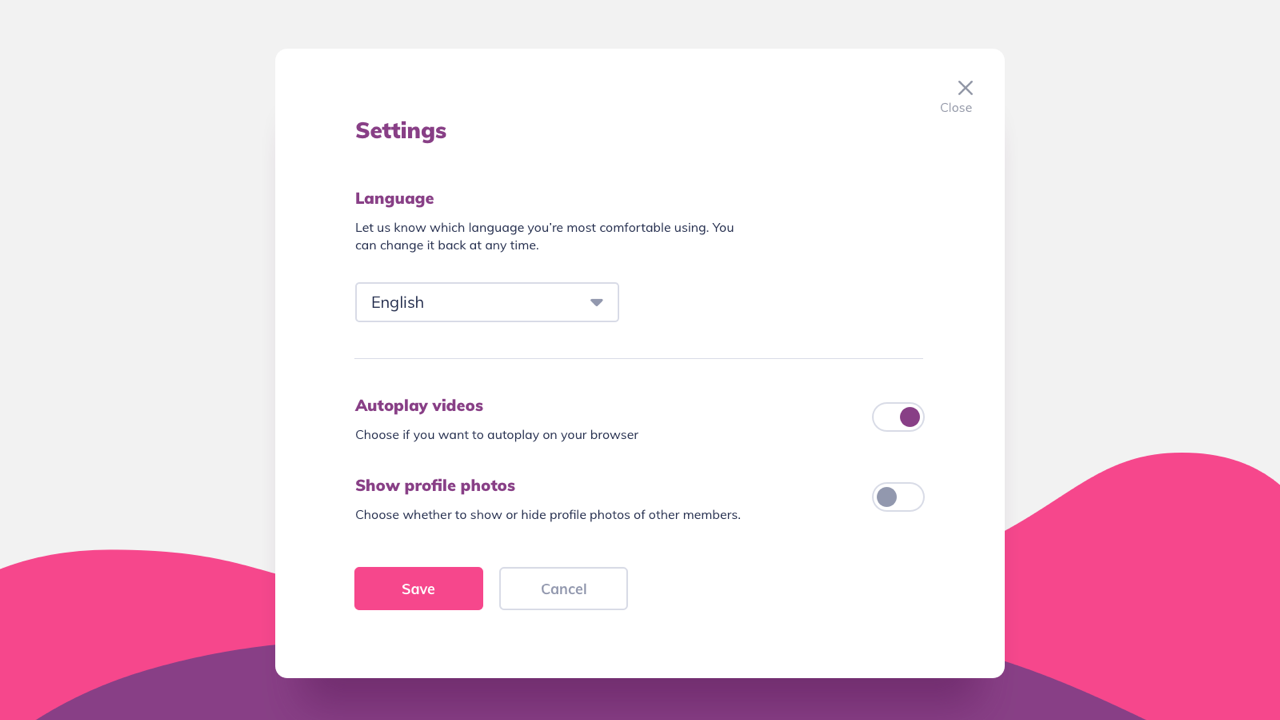 Close
Settings
Language
Let us know which language you’re most comfortable using. You
can change it back at any time.
English
Autoplay videos
Choose if you want to autoplay on your browser
Show profile photos
Choose whether to show or hide profile photos of other members.
Save
Cancel